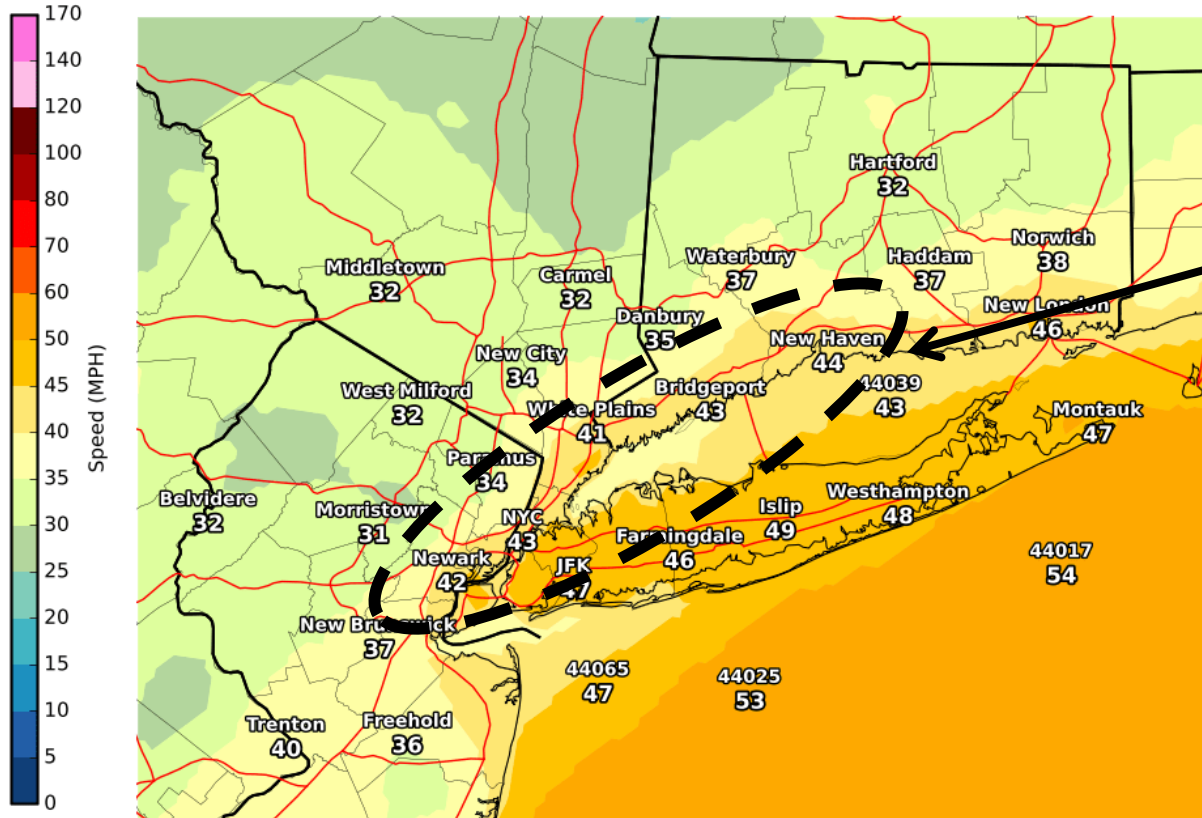 170
140
120
100
80
70
60
50
45
40
35
30
25
20
15
10
5
0
Speed (MPH)
Hartford
32
Norwich
38
Waterbury
37
Haddam
37
Middletown
32
Carmel
32
New London
46
Danbury
35
New Haven
44
New City
34
44039
43
West Milford
32
Bridgeport
43
White Plains
41
Montauk
47
Paramus
34
Belvidere
32
Morristown
31
Westhampton
48
Islip
49
NYC
43
Farmingdale
46
Newark
42
JFK
47
44017
54
New Brunswick
37
44065
47
44025
53
Trenton
40
Freehold
36